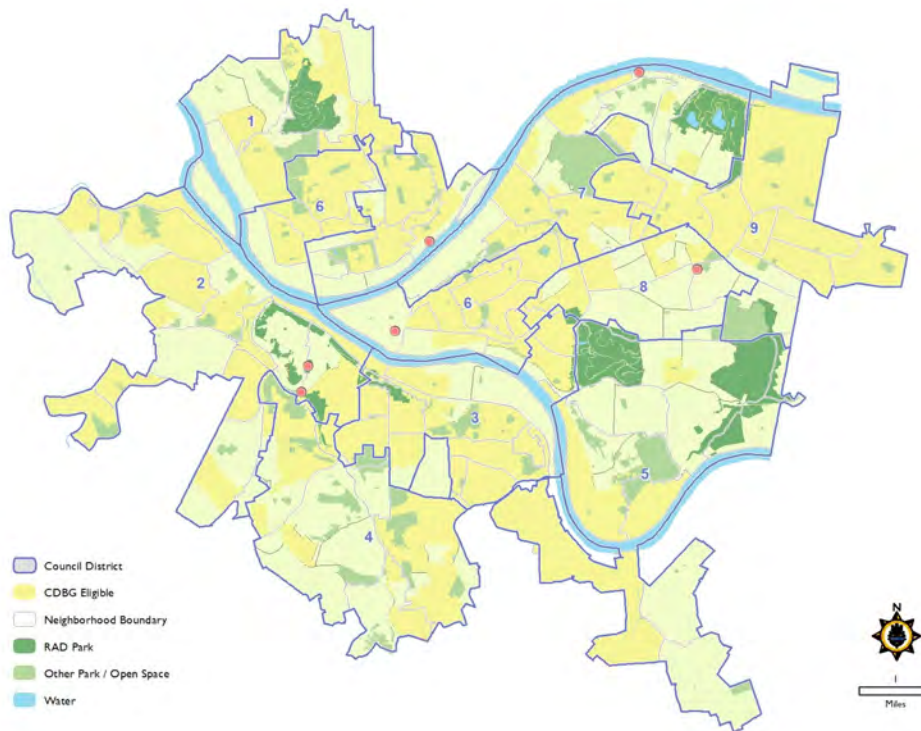 1
6
7
9
2
8
6
3
5
4
Council District
CDBG Eligible
Neighborhood Boundary
RAD Park
Other Park / Open Space
Water
N
1
Miles